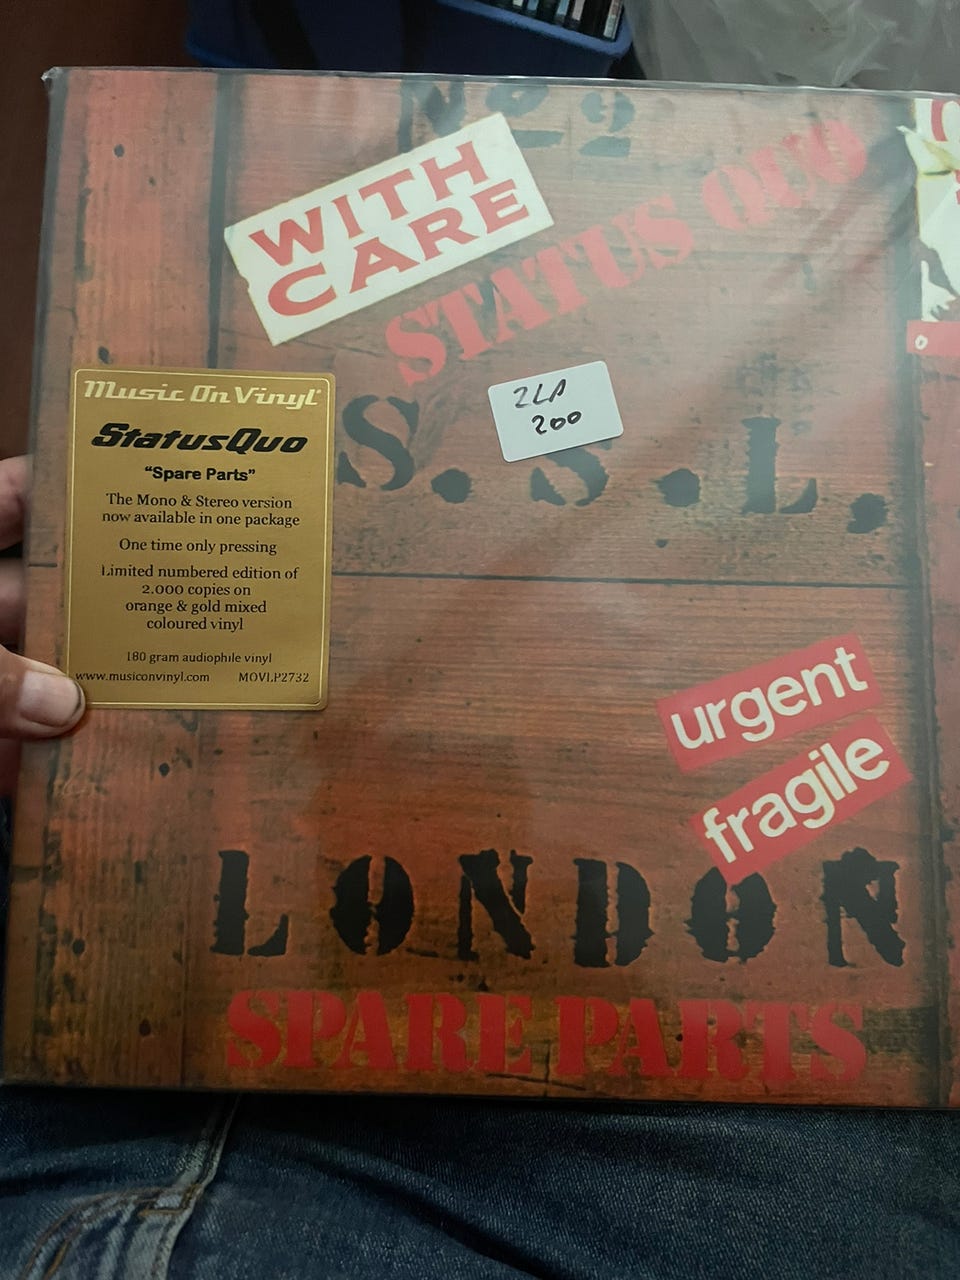 No 2
WITH
CARE
STATUS QUO
2LP
200
S. S. L.
Music On Vinyl®
StatusQuo
“Spare Parts”
The Mono & Stereo version
now available in one package
One time only pressing
Limited numbered edition of
2.000 copies on
orange & gold mixed
coloured vinyl
180 gram audiophile vinyl
www.musiconvinyl.com MOVLP2732
urgent
fragile
LONDON
SPARE PARTS